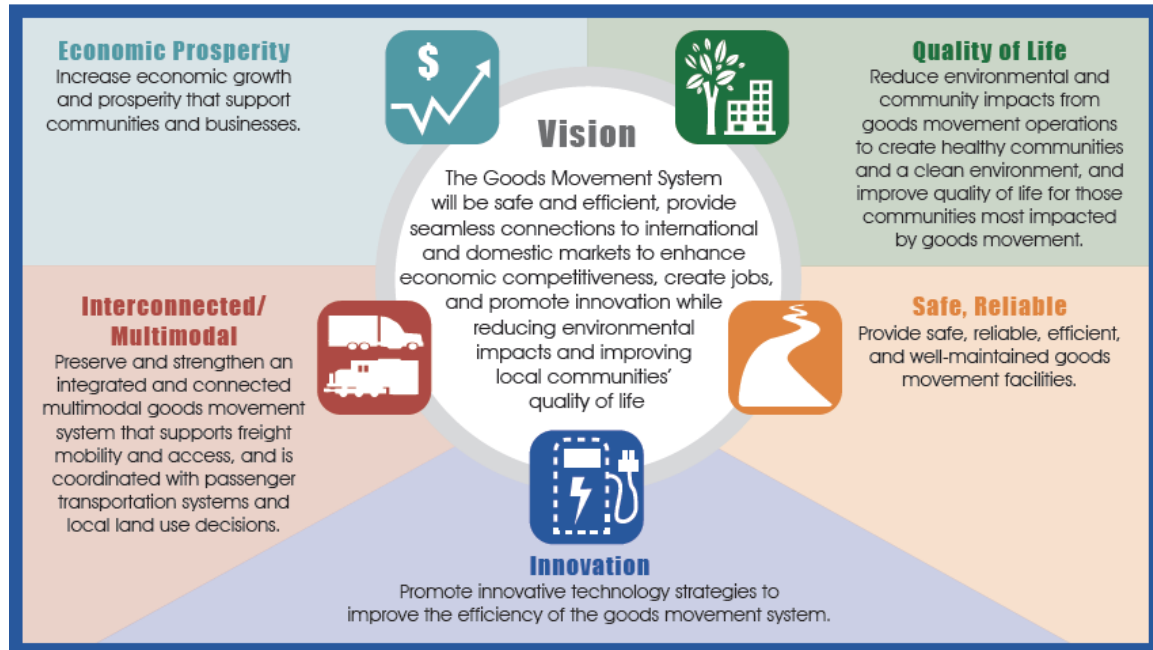 Economic Prosperity
Increase economic growth
and prosperity that support
communities and businesses.
$
Quality of Life
Reduce environmental and
community impacts from
goods movement operations
to create healthy communities
and a clean environment, and
improve quality of life for those
communities most impacted
by goods movement.
Vision
The Goods Movement System
will be safe and efficient, provide
seamless connections to international
and domestic markets to enhance
economic competitiveness, create jobs,
and promote innovation while
reducing environmental
impacts and improving
local communities’
quality of life
Interconnected/
Multimodal
Preserve and strengthen an
integrated and connected
multimodal goods movement
system that supports freight
mobility and access, and is
coordinated with passenger
transportation systems and
local land use decisions.
Safe, Reliable
Provide safe, reliable, efficient,
and well-maintained goods
movement facilities.
Innovation
Promote innovative technology strategies to
improve the efficiency of the goods movement system.